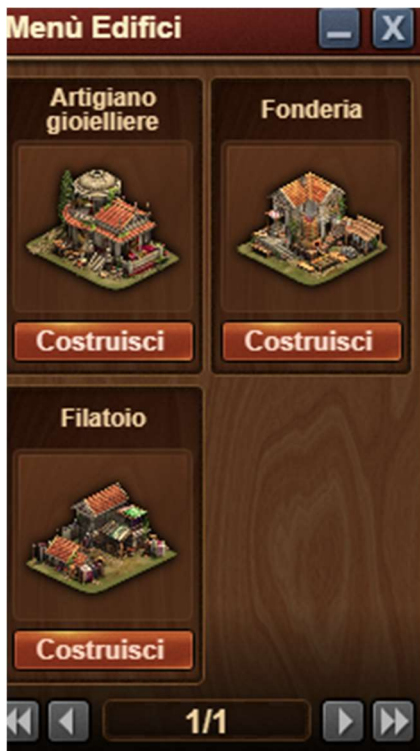 Menù Edifici
Artigiano
gioielliere
Fonderia
Costruisci
Costruisci
Filatoio
Costruisci
1/1